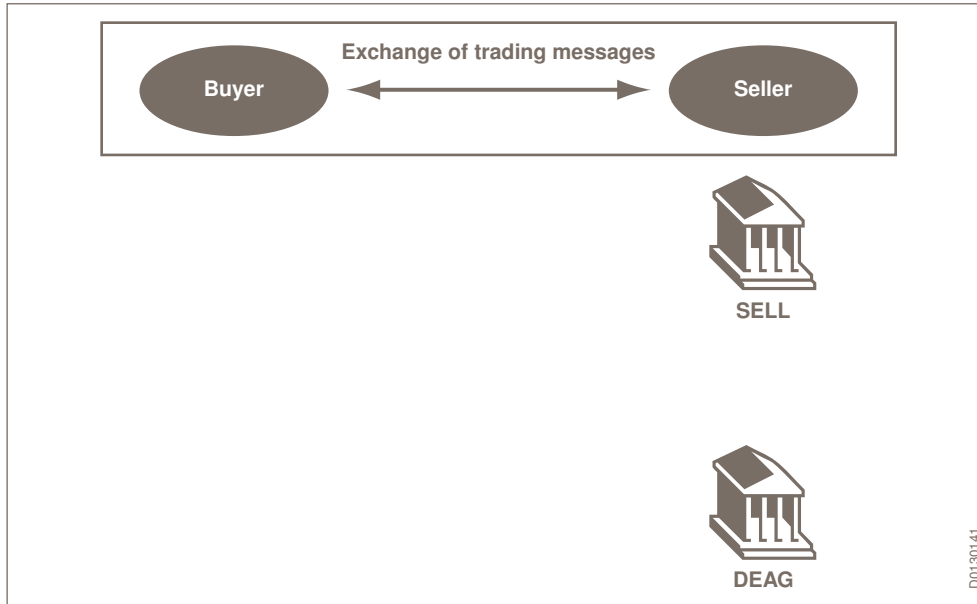 Exchange of trading messages
Buyer
Seller
SELL
DEAG
D0130141